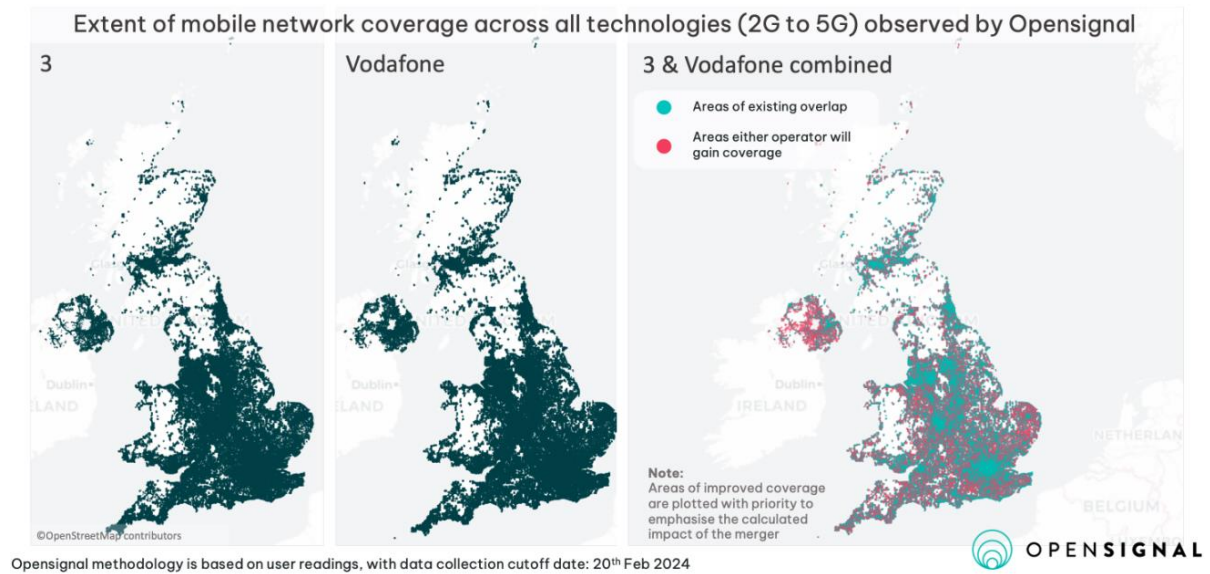 Extent of mobile network coverage across all technologies (2G to 5G) observed by Opensignal
3
Vodafone
3 & Vodafone combined
Areas of existing overlap
Areas either operator will
gain coverage
Dublin
Dublin
Dublin
IRELAND
NETHERLAN
BELGIUM
Note:
Areas of improved coverage
are plotted with priority to
emphasise the calculated
impact of the merger
©OpenStreetMap contributors
OPENSIGNAL
Opensignal methodology is based on user readings, with data collection cutoff date: 20th Feb 2024